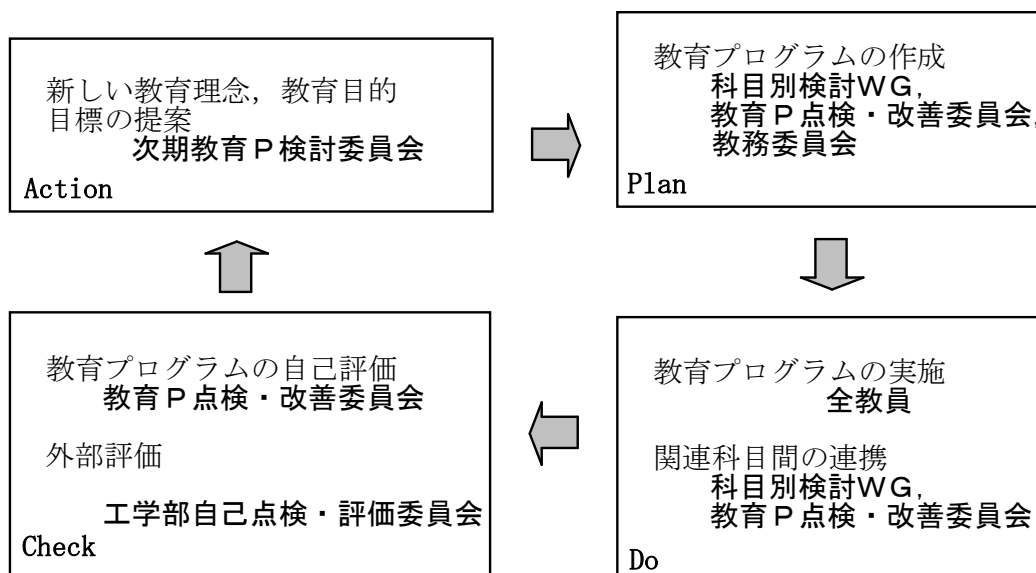 新しい教育理念，教育目的
目標の提案
次期教育Ｐ検討委員会
Action
教育プログラムの作成
科目別検討ＷＧ，
教育Ｐ点検・改善委員会，
教務委員会
Plan
教育プログラムの自己評価
教育Ｐ点検・改善委員会
外部評価
工学部自己点検・評価委員会
Check
教育プログラムの実施
全教員
関連科目間の連携
科目別検討ＷＧ，
教育Ｐ点検・改善委員会
Do